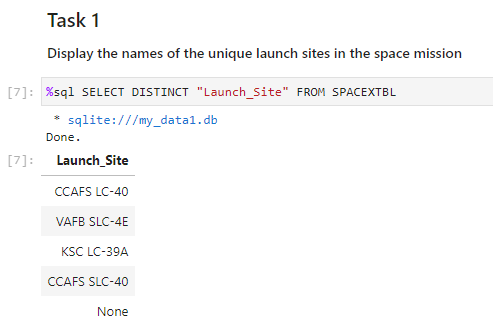 Task 1
Display the names of the unique launch sites in the space mission
[7]: %sql SELECT DISTINCT "Launch_Site" FROM SPACEXTBL
* sqlite:///my_data1.db
Done.
[7]: Launch_Site
CCAFS LC-40
VAFB SLC-4E
KSC LC-39A
CCAFS SLC-40
None